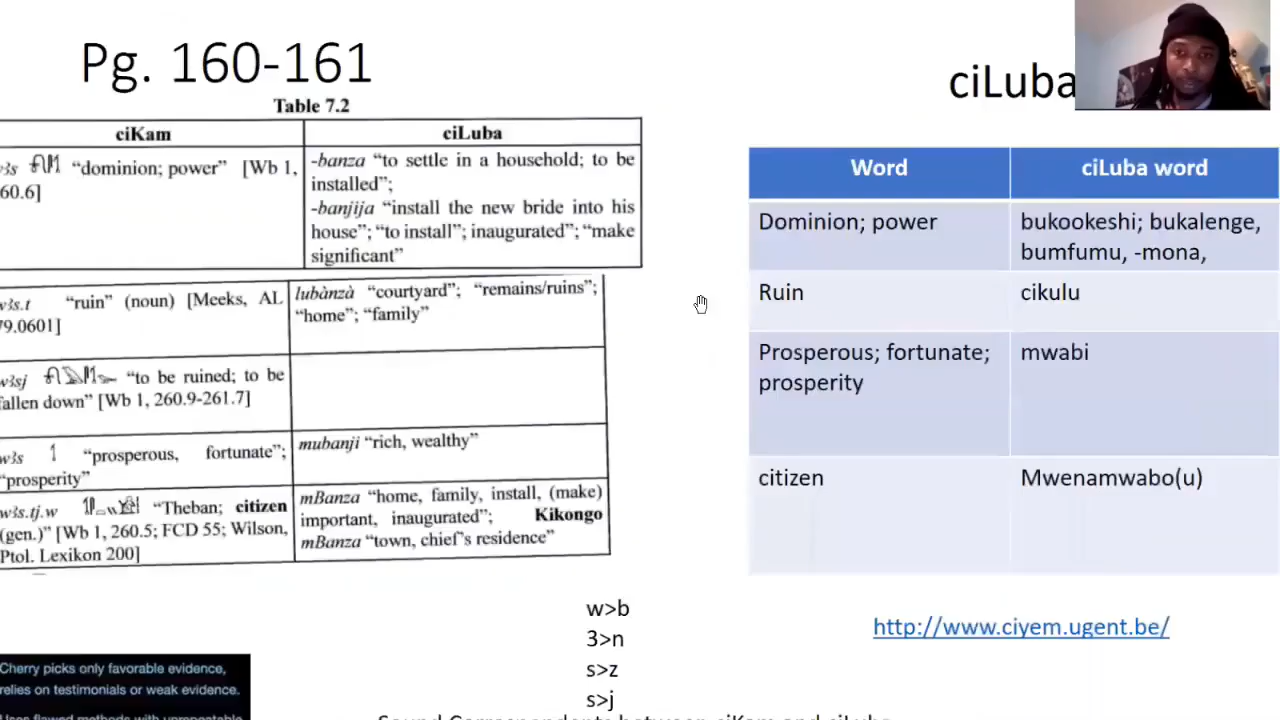 Pg. 160-161
Table 7.2
ciKam
ciLuba
“dominion; power” [Wb 1,
60.6]
-banza “to settle in a household; to be
installed”;
-banjija “install the new bride into his
house”; “to install”; inaugurated”; “make
significant”
w3s.t “ruin” (noun) [Meeks, AL
79.0601]
lubànzà “courtyard”; “remains/ruins”;
“home”; “family”
w3sj “to be ruined; to be
fallen down” [Wb 1, 260.9-261.7]
w3s “prosperous, fortunate”;
“prosperity”
mubanji “rich, wealthy”
w3s.tj.w “Theban; citizen
(gen.)” [Wb 1, 260.5; FCD 55; Wilson,
Ptol. Lexikon 200]
mBanza “home, family, install, (make)
important, inaugurated”; Kikongo
mBanza “town, chief’s residence”
ciLuba
Word
ciLuba word
Dominion; power
bukookeshi; bukalenge,
bumfumu, -mona,
Ruin
cikulu
Prosperous; fortunate;
prosperity
mwabi
citizen
Mwenamwabo(u)
http://www.ciyem.ugent.be/
w>b
3>n
s>z
s>j
Cherry picks only favorable evidence,
relies on testimonials or weak evidence.